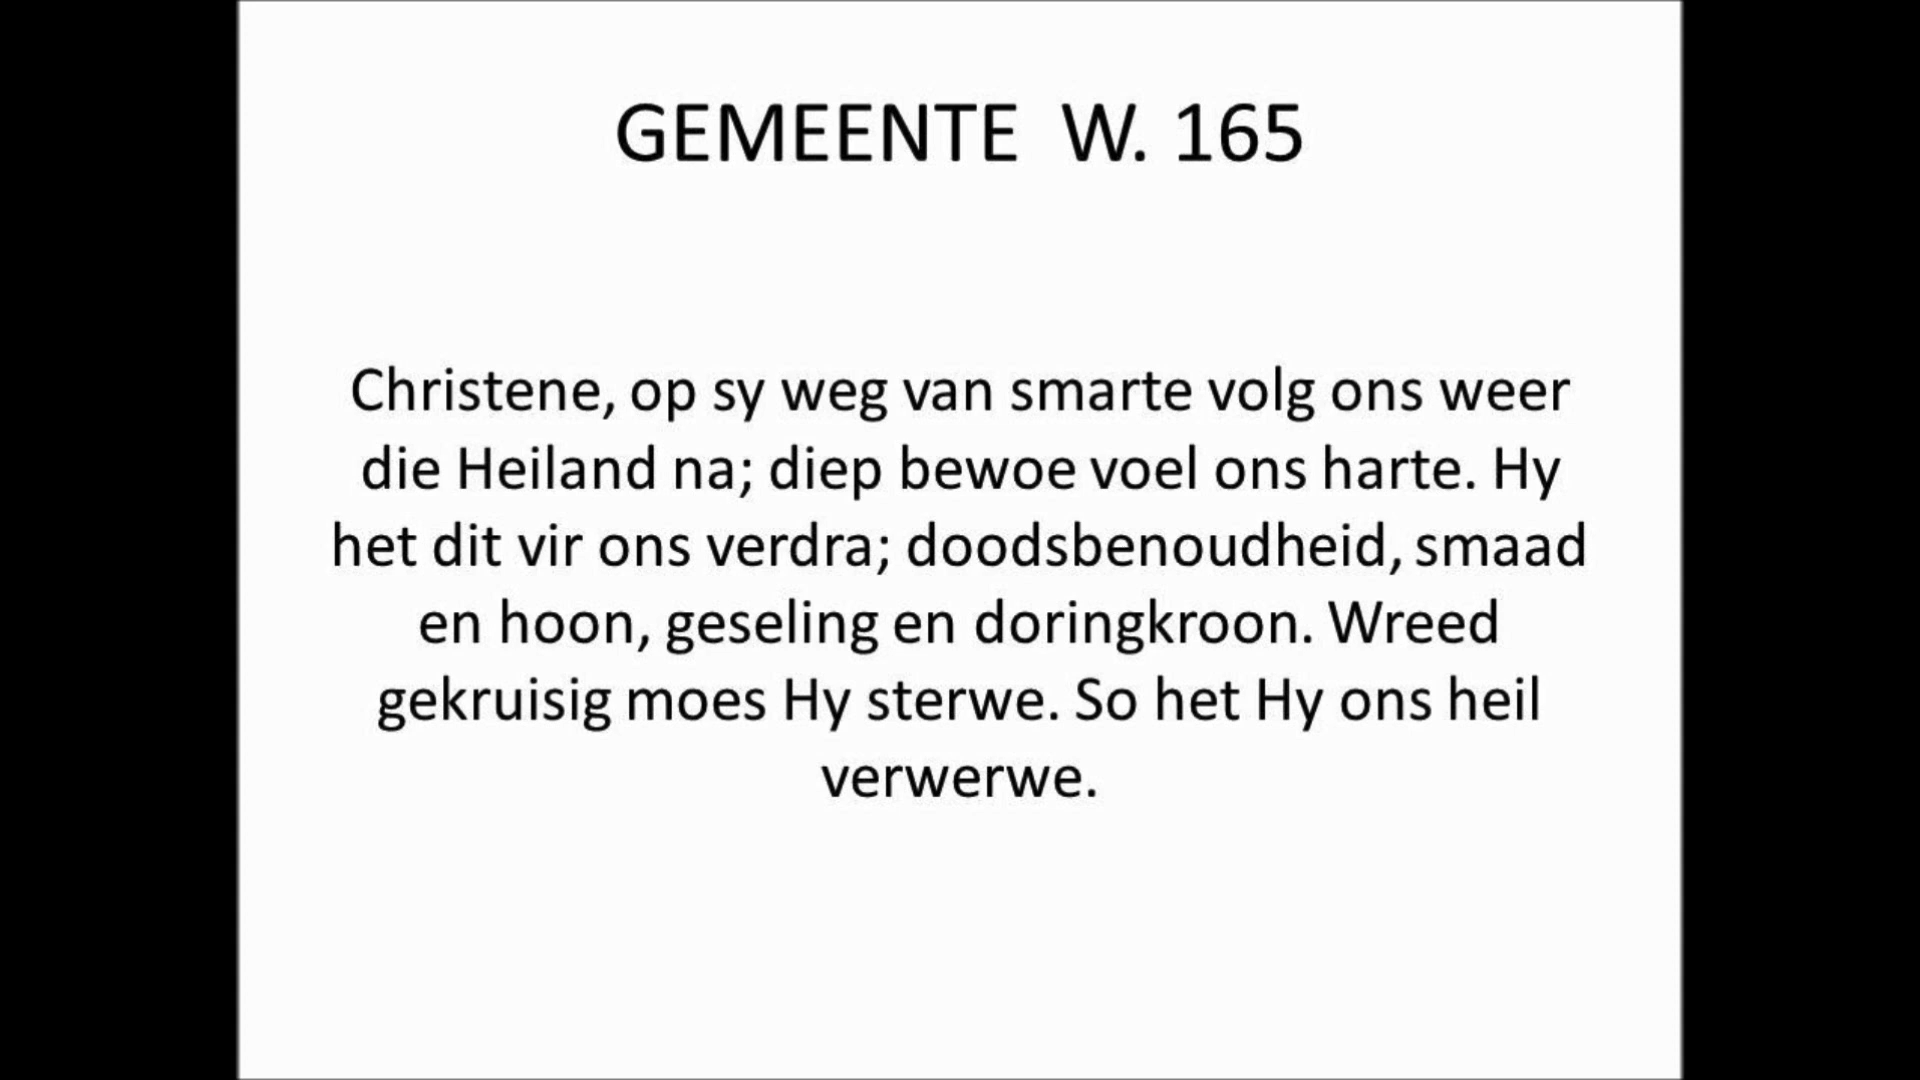 GEMEENTE  W. 165
Christene, op sy weg van smarte volg ons weer
die Heiland na; diep bewoe voel ons harte. Hy
het dit vir ons verdra; doodsbenoudheid, smaad
en hoon, geseling en doringkroon. Wreed
gekruisig moes Hy sterwe. So het Hy ons heil
verwerwe.